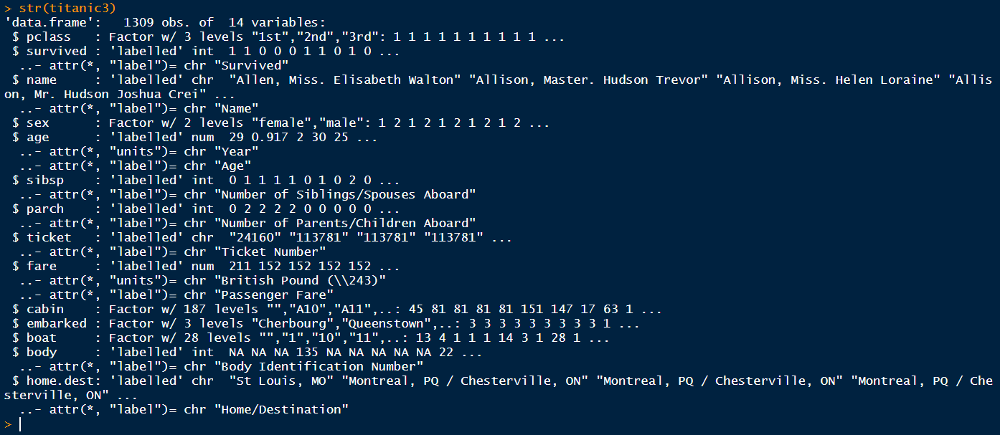 > str(titanic3)
'data.frame':   1309 obs. of  14 variables:
 $ pclass   : Factor w/ 3 levels "1st","2nd","3rd": 1 1 1 1 1 1 1 1 1 1 ...
 $ survived : 'labelled' int  1 1 0 0 0 1 1 0 1 0 ...
  ..- attr(*, "label")= chr "Survived"
 $ name     : 'labelled' chr  "Allen, Miss. Elisabeth Walton" "Allison, Master. Hudson Trevor" "Allison, Miss. Helen Loraine" "Allis
on, Mr. Hudson Joshua Crei" ...
  ..- attr(*, "label")= chr "Name"
 $ sex      : Factor w/ 2 levels "female","male": 1 2 1 2 1 2 1 2 1 2 ...
 $ age      : 'labelled' num  29 0.917 2 30 25 ...
  ..- attr(*, "units")= chr "Year"
  ..- attr(*, "label")= chr "Age"
 $ sibsp    : 'labelled' int  0 1 1 1 1 0 1 0 2 0 ...
  ..- attr(*, "label")= chr "Number of Siblings/Spouses Aboard"
 $ parch    : 'labelled' int  0 2 2 2 2 0 0 0 0 0 ...
  ..- attr(*, "label")= chr "Number of Parents/Children Aboard"
 $ ticket   : 'labelled' chr  "24160" "113781" "113781" "113781" ...
  ..- attr(*, "label")= chr "Ticket Number"
 $ fare     : 'labelled' num  211 152 152 152 152 ...
  ..- attr(*, "units")= chr "British Pound (\\243)"
  ..- attr(*, "label")= chr "Passenger Fare"
 $ cabin    : Factor w/ 187 levels "","A10","A11",..: 45 81 81 81 81 151 147 17 63 1 ...
 $ embarked : Factor w/ 3 levels "Cherbourg","Queenstown",..: 3 3 3 3 3 3 3 3 3 1 ...
 $ boat     : Factor w/ 28 levels "","1","10","11",..: 13 4 1 1 1 14 3 1 28 1 ...
 $ body     : 'labelled' int  NA NA NA 135 NA NA NA NA NA 22 ...
  ..- attr(*, "label")= chr "Body Identification Number"
 $ home.dest: 'labelled' chr  "St Louis, MO" "Montreal, PQ / Chesterville, ON" "Montreal, PQ / Chesterville, ON" "Montreal, PQ / Che
sterville, ON" ...
  ..- attr(*, "label")= chr "Home/Destination"
>